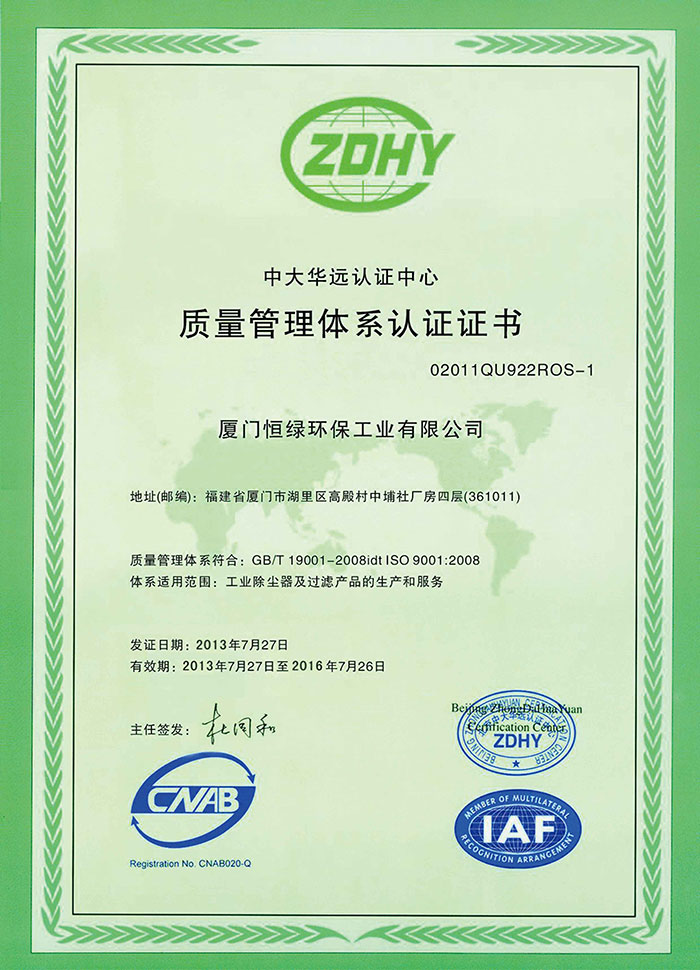 ZDHY
中大华远认证中心
质量管理体系认证证书
02011QU922ROS-1
厦门恒绿环保工业有限公司
地址(邮编)：福建省厦门市湖里区高殿村中埔社厂房四层(361011)
质量管理体系符合：GB/T 19001-2008idt ISO 9001:2008
体系适用范围：工业除尘器及过滤产品的生产和服务
发证日期：2013年7月27日
有效期：2013年7月27日至2016年7月26日
主任签发：杜同和
Beijing ZhongDaHuaYuan
Certification Center
BEIJING ZHONGDAHUAYUAN CERTIFICATION CENTER
北京中大华远认证中心
ZDHY
CNAB
Registration No. CNAB020-Q
MEMBER OF MULTILATERAL
IAF
RECOGNITION ARRANGEMENT